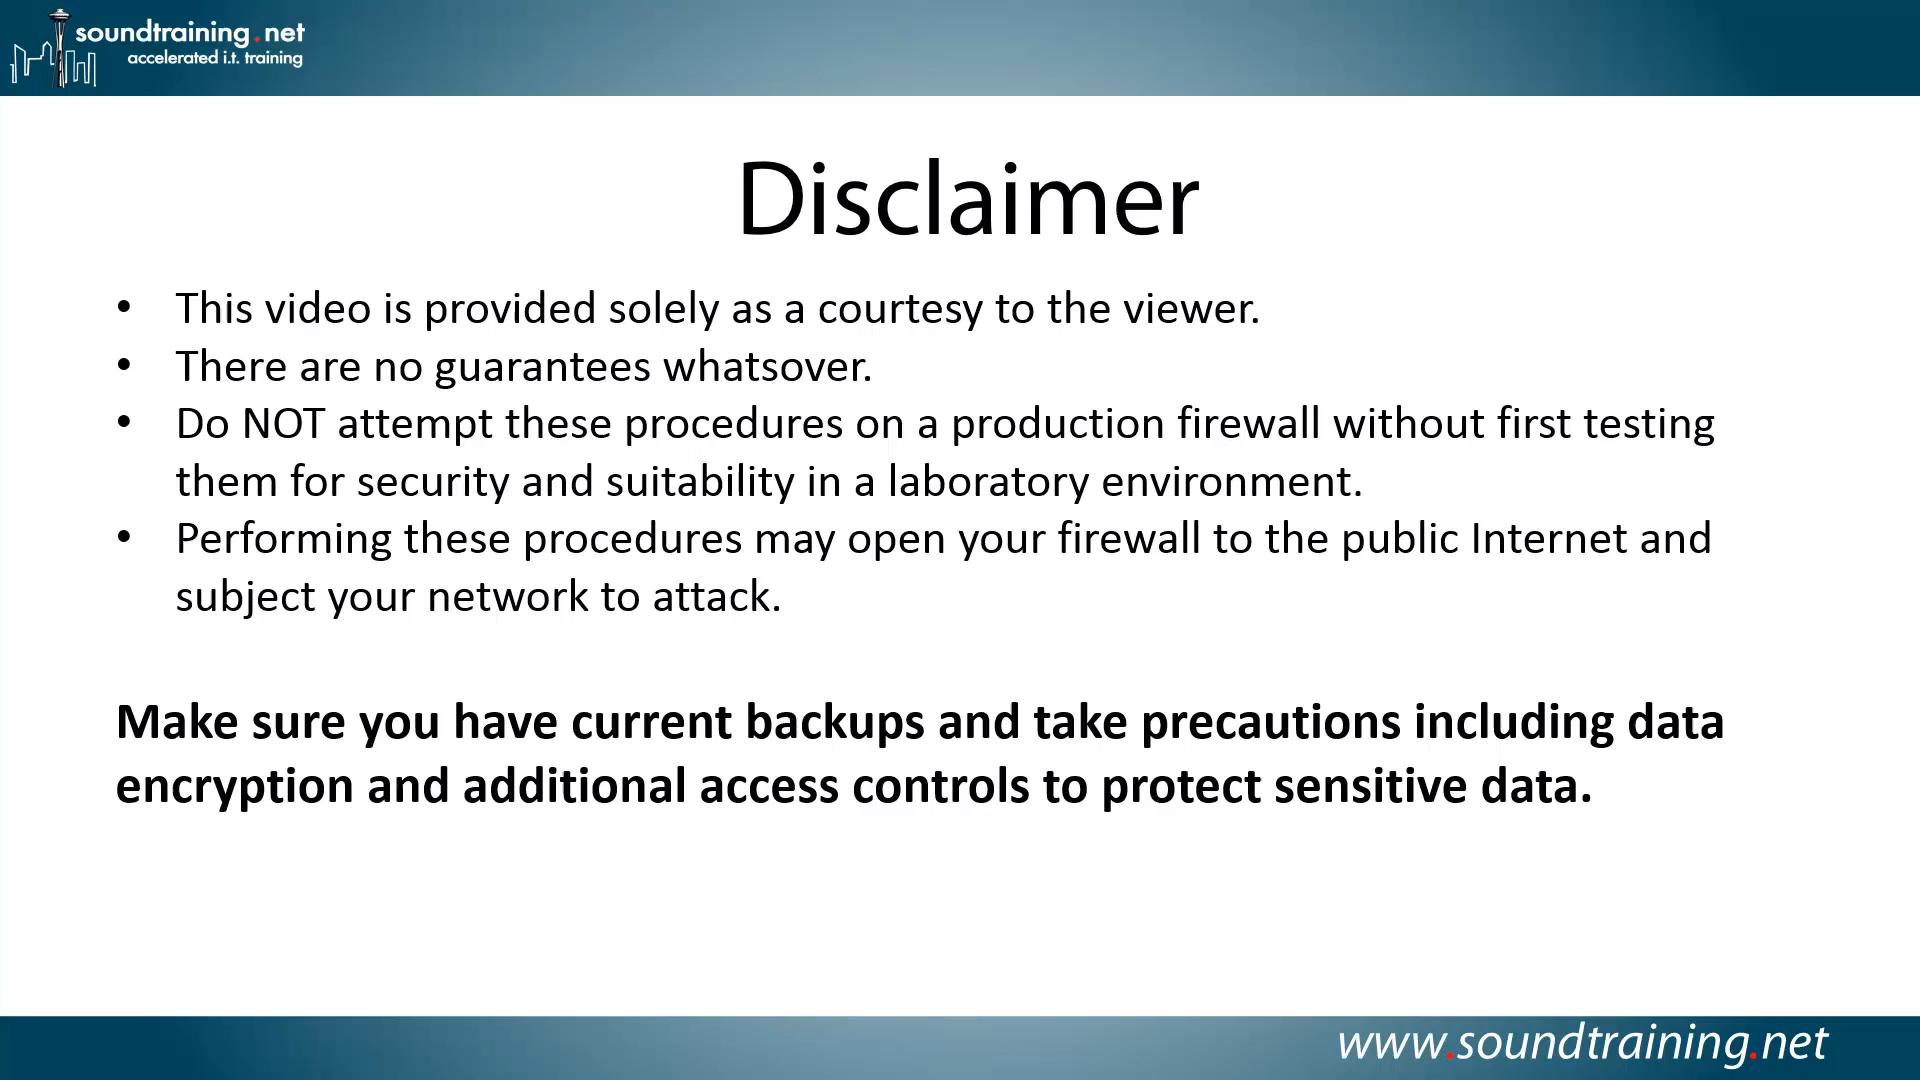 soundtraining.net
accelerated i.t. training
Disclaimer
• This video is provided solely as a courtesy to the viewer.
• There are no guarantees whatsover.
• Do NOT attempt these procedures on a production firewall without first testing
them for security and suitability in a laboratory environment.
• Performing these procedures may open your firewall to the public Internet and
subject your network to attack.
Make sure you have current backups and take precautions including data
encryption and additional access controls to protect sensitive data.
www.soundtraining.net